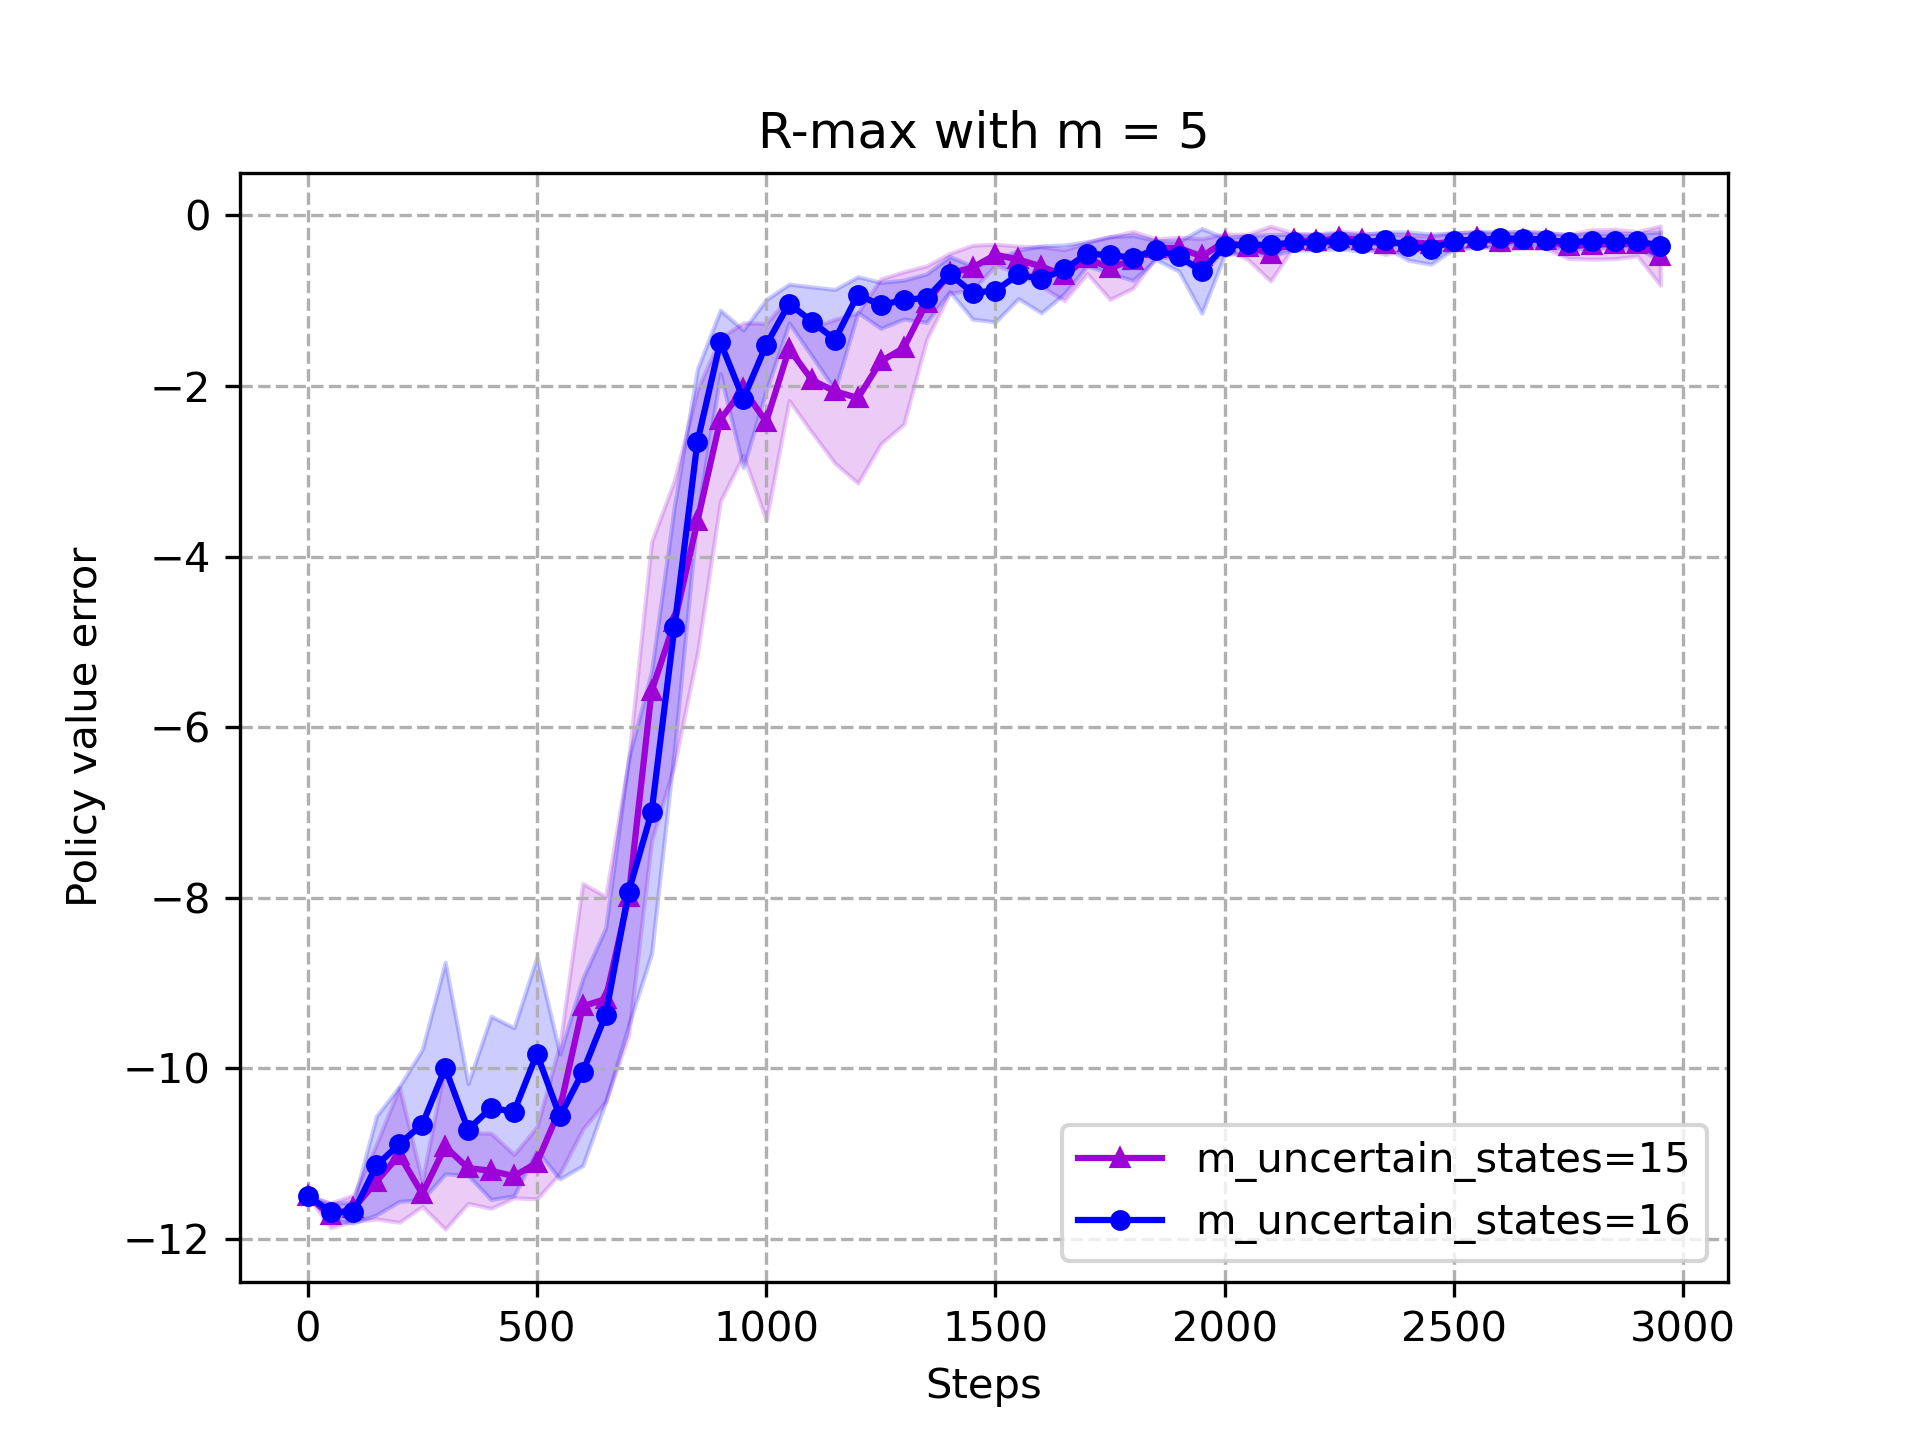 R-max with m = 5
0
−2
−4
−6
−8
−10
−12
Policy value error
m_uncertain_states=15
m_uncertain_states=16
0 500 1000 1500 2000 2500 3000
Steps